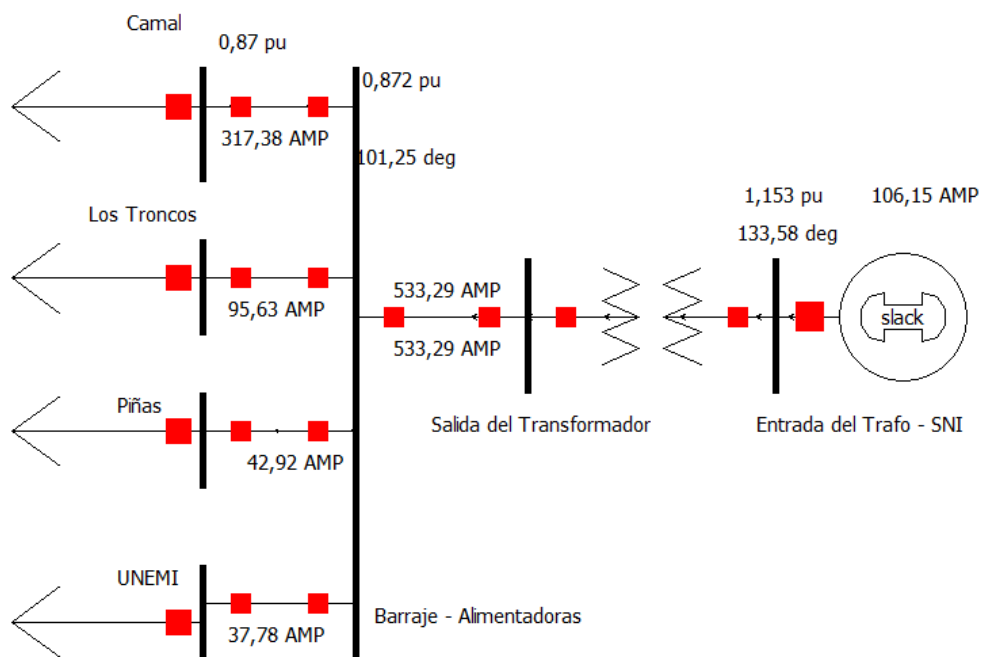 Camal
0,87 pu
0,872 pu
317,38 AMP
101,25 deg
Los Troncos
1,153 pu
106,15 AMP
133,58 deg
95,63 AMP
533,29 AMP
slack
533,29 AMP
Piñas
Salida del Transformador
Entrada del Trafo - SNI
42,92 AMP
UNEMI
Barraje - Alimentadoras
37,78 AMP